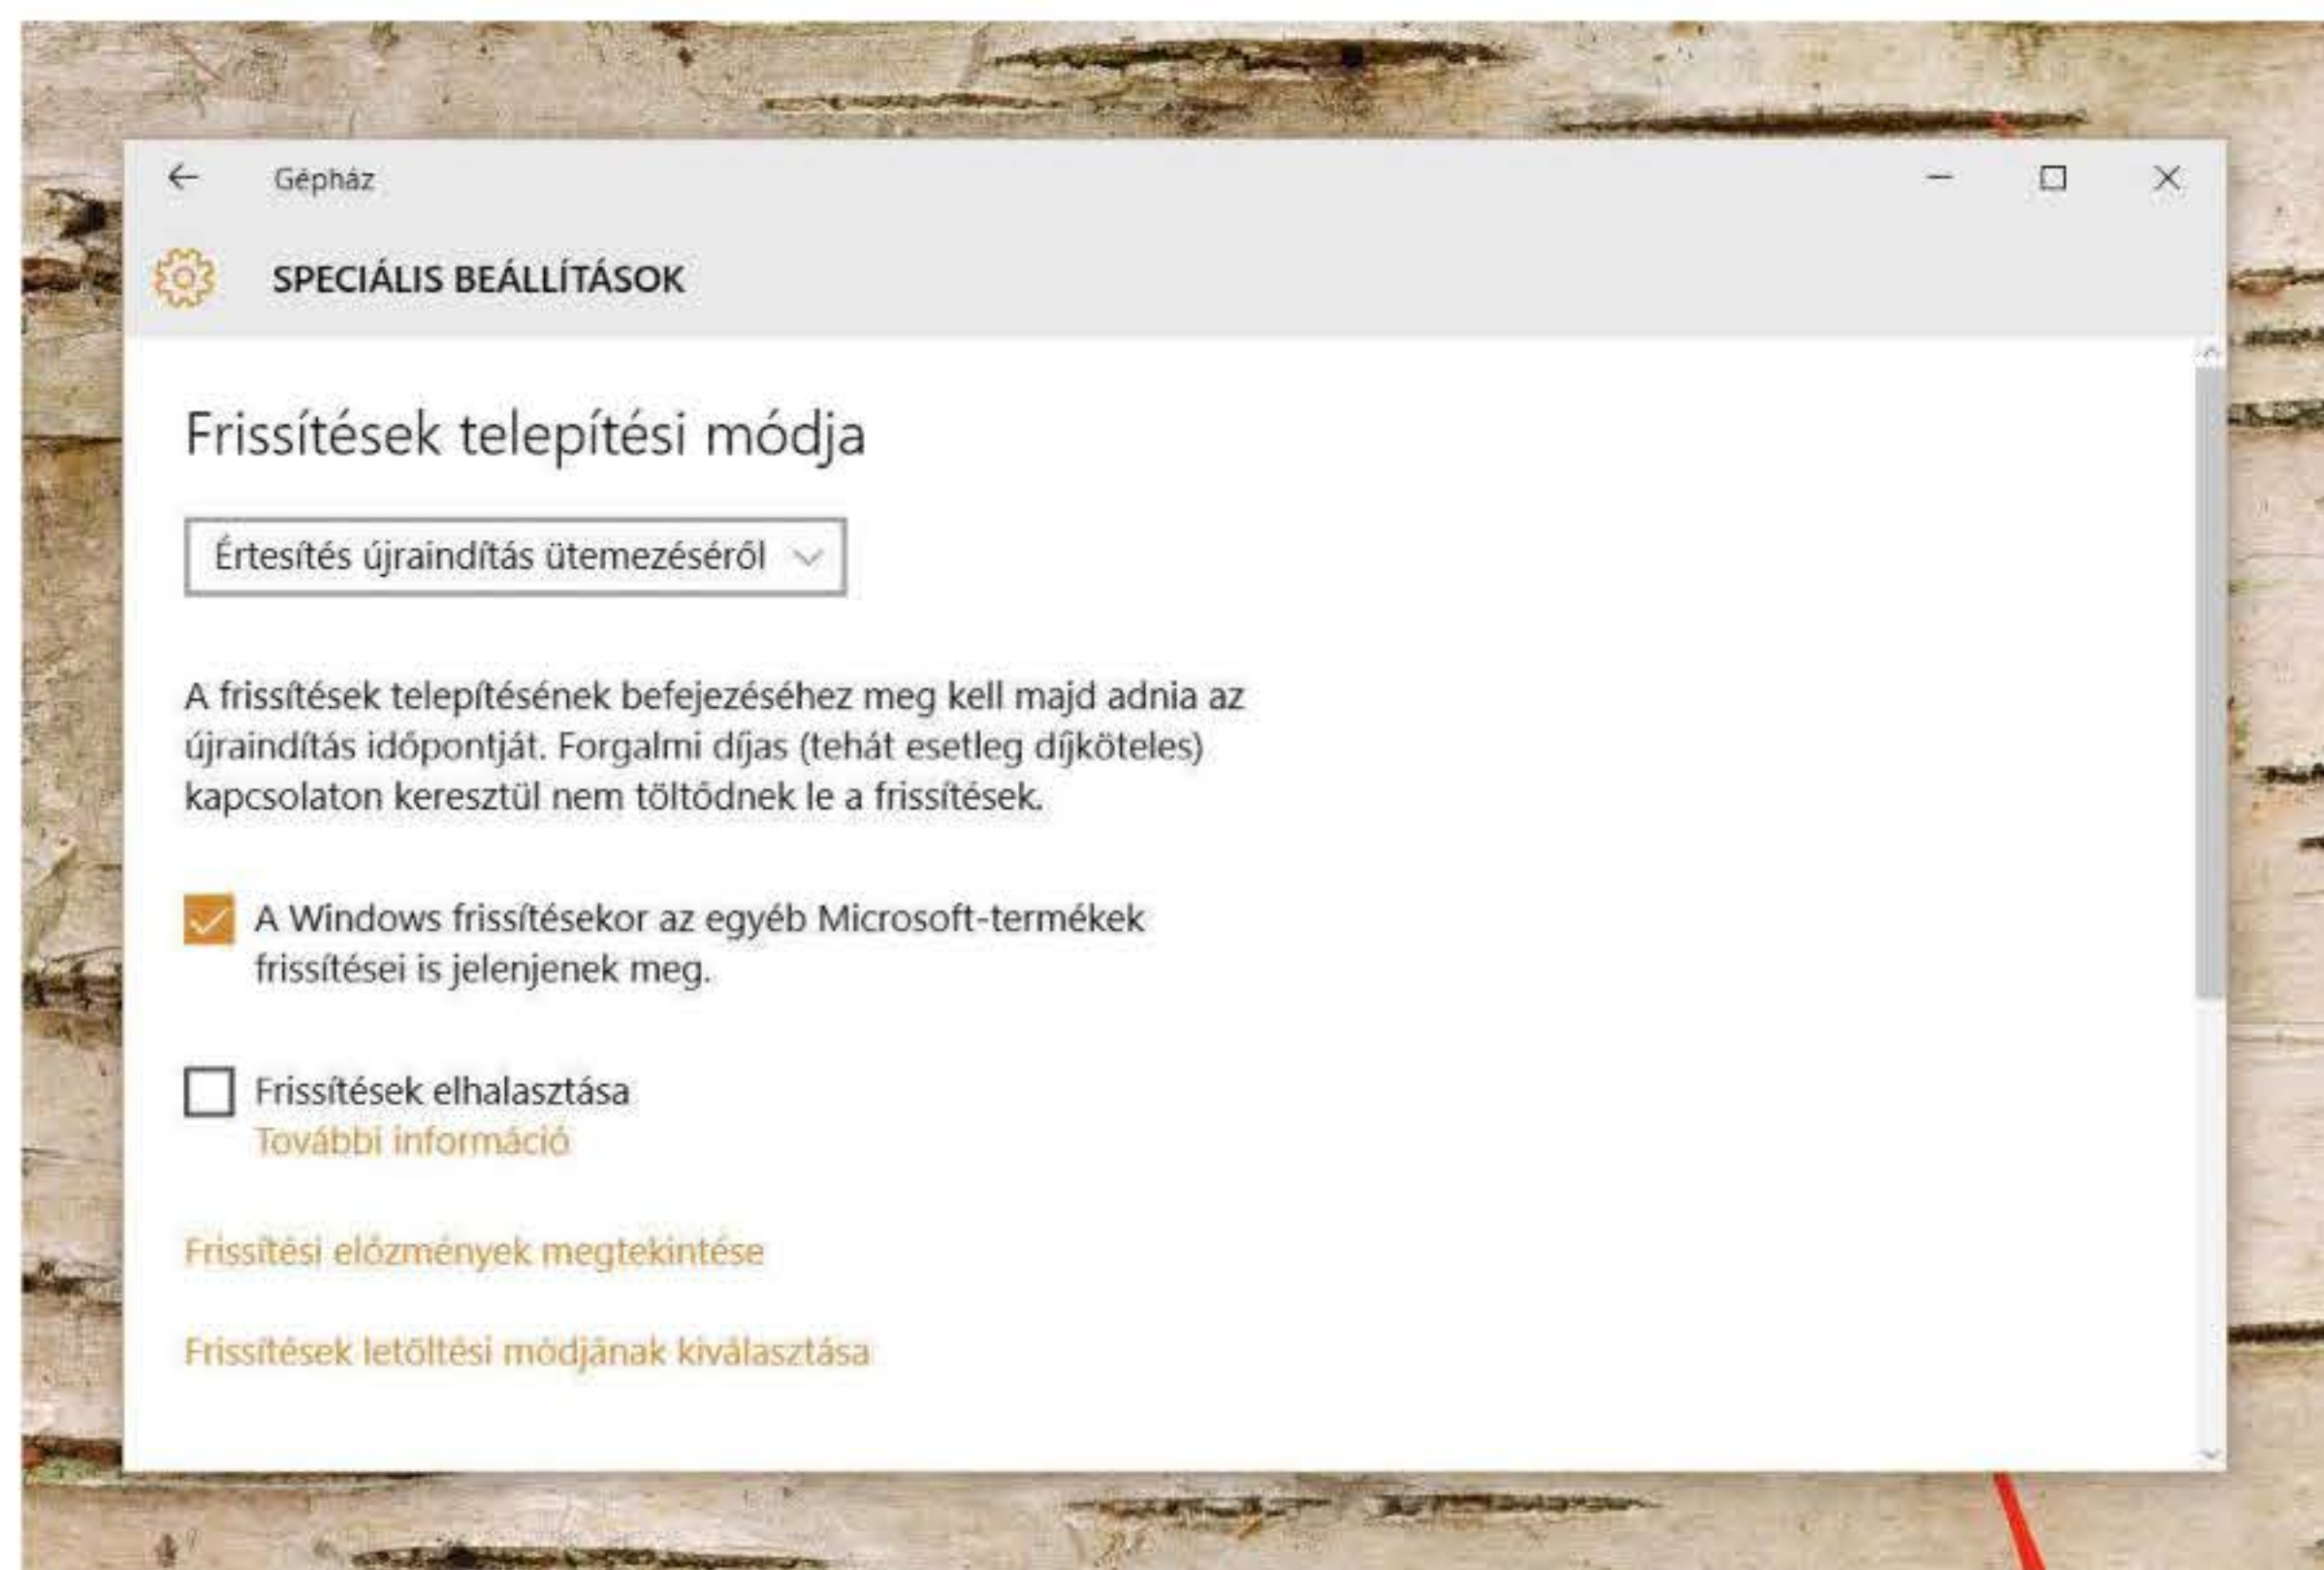 Gépház
SPECIÁLIS BEÁLLÍTÁSOK
Frissítések telepítési módja
Értesítés újraindítás ütemezéséről
A frissítések telepítésének befejezéséhez meg kell majd adnia az
újraindítás időpontját. Forgalmi díjas (tehát esetleg díjköteles)
kapcsolaton keresztül nem töltődnek le a frissítések.
A Windows frissítésekor az egyéb Microsoft-termékek
frissítései is jelenjenek meg.
Frissítések elhalasztása
További információ
Frissítési előzmények megtekintése
Frissítések letöltési módjának kiválasztása